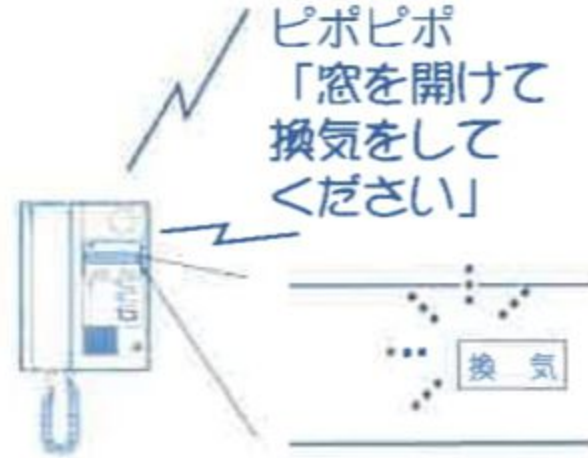 ピポピポ
「窓を開けて
換気をして
ください」
換 気